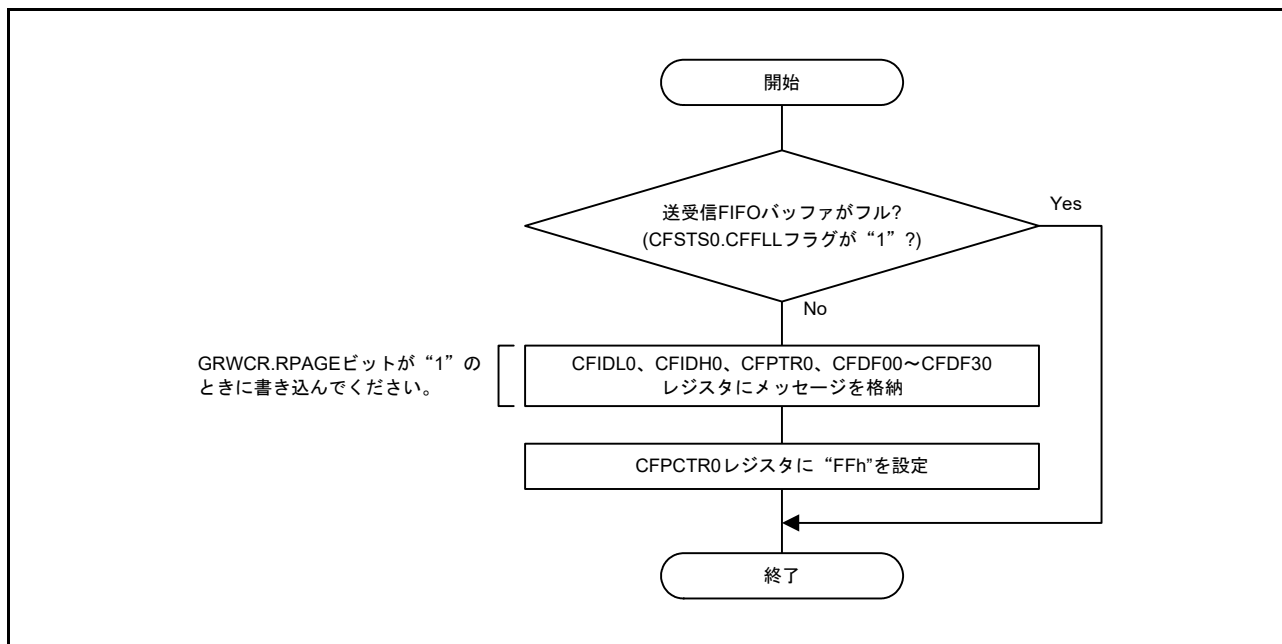 開始
送受信FIFOバッファがフル?
(CFSTS0.CFFLLフラグが“1”?)
Yes
No
GRWCR.RPAGEビットが“1”の
ときに書き込んでください。
CFIDL0、CFIDH0、CFPTR0、CFDF00～CFDF30
レジスタにメッセージを格納
CFPCTR0レジスタに“FFh”を設定
終了